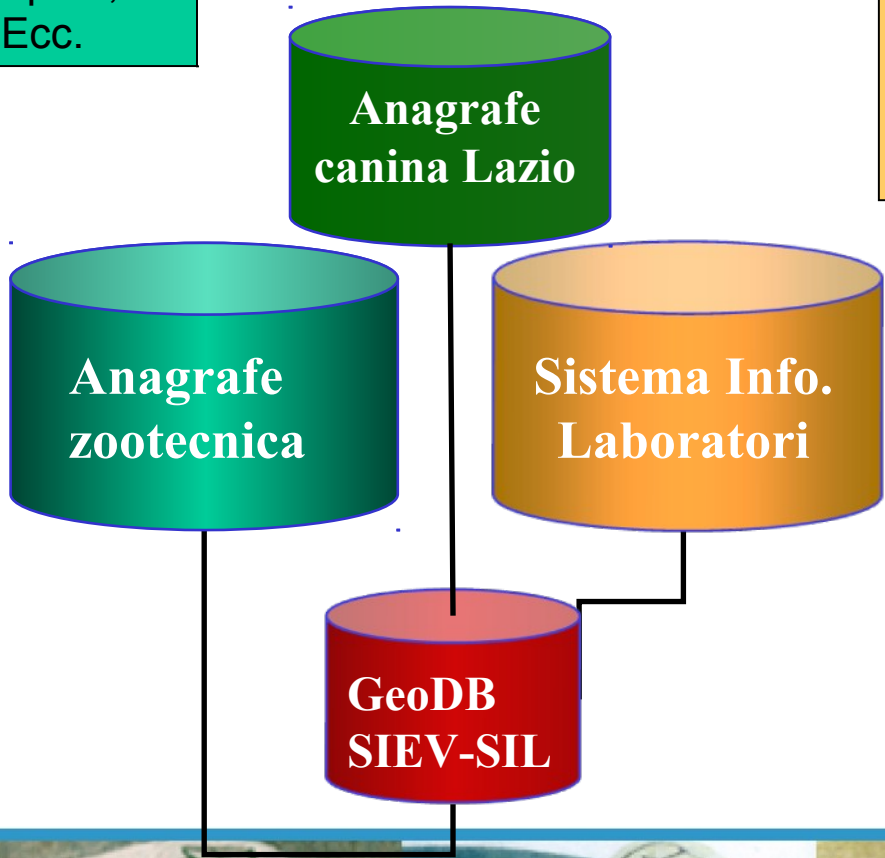 Ecc.
Anagrafe
canina Lazio
Anagrafe
zootecnica
Sistema Info.
Laboratori
GeoDB
SIEV-SIL